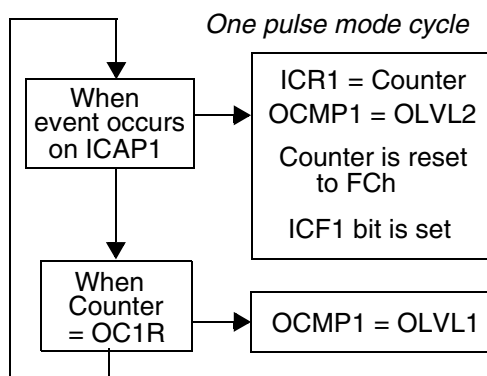 One pulse mode cycle
When
event occurs
on ICAP1
ICR1 = Counter
OCMP1 = OLVL2
Counter is reset
to FCh
ICF1 bit is set
When
Counter
= OC1R
OCMP1 = OLVL1